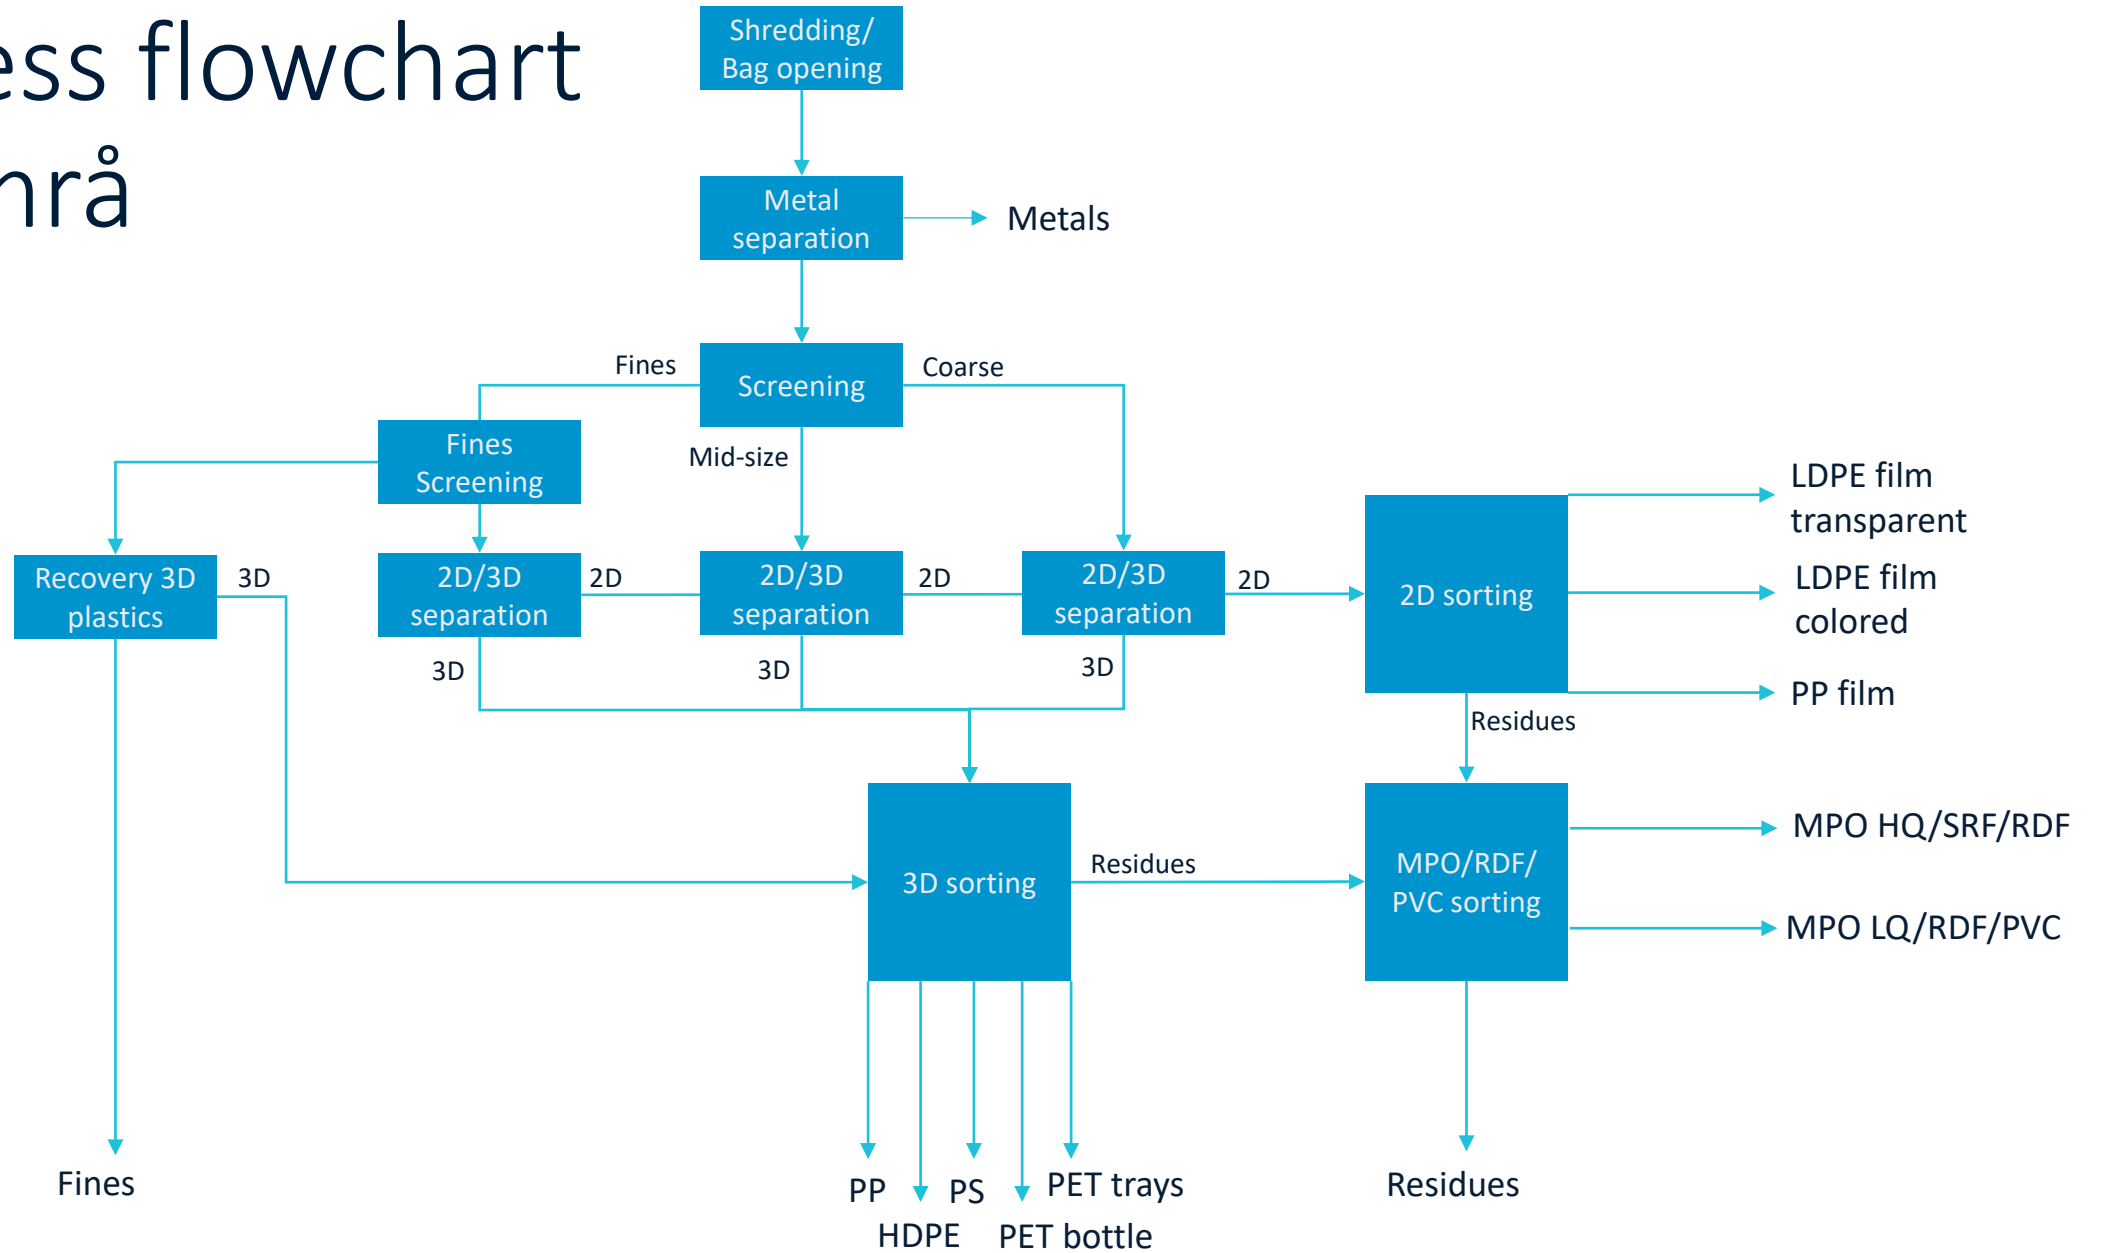 ess flowchart
nrå
Shredding/
Bag opening
Metal
separation
Metals
Fines
Screening
Coarse
Fines
Screening
Mid-size
Recovery 3D
plastics
3D
2D/3D
separation
2D
2D/3D
separation
2D
2D/3D
separation
2D
2D sorting
LDPE film
transparent
LDPE film
colored
PP film
3D
3D
3D
Residues
3D sorting
Residues
MPO/RDF/
PVC sorting
MPO HQ/SRF/RDF
MPO LQ/RDF/PVC
Fines
PP
HDPE
PS
PET bottle
PET trays
Residues